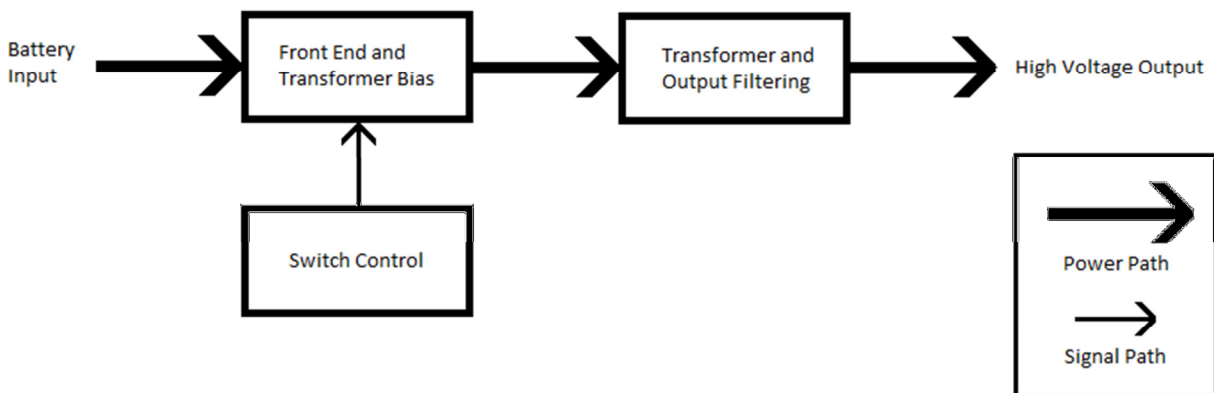 Battery
Input
Front End and
Transformer Bias
Transformer and
Output Filtering
High Voltage Output
Switch Control
Power Path
Signal Path